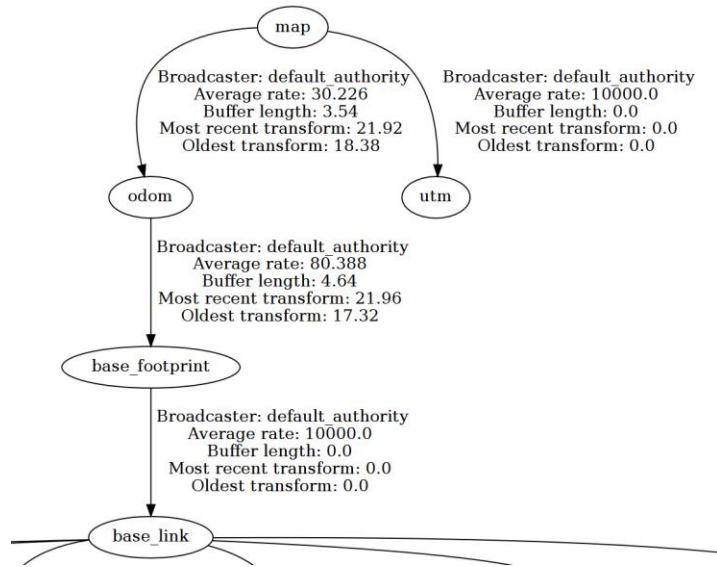 map
Broadcaster: default_authority
Average rate: 30.226
Buffer length: 3.54
Most recent transform: 21.92
Oldest transform: 18.38
Broadcaster: default_authority
Average rate: 10000.0
Buffer length: 0.0
Most recent transform: 0.0
Oldest transform: 0.0
odom
utm
Broadcaster: default_authority
Average rate: 80.388
Buffer length: 4.64
Most recent transform: 21.96
Oldest transform: 17.32
base_footprint
Broadcaster: default_authority
Average rate: 10000.0
Buffer length: 0.0
Most recent transform: 0.0
Oldest transform: 0.0
base_link